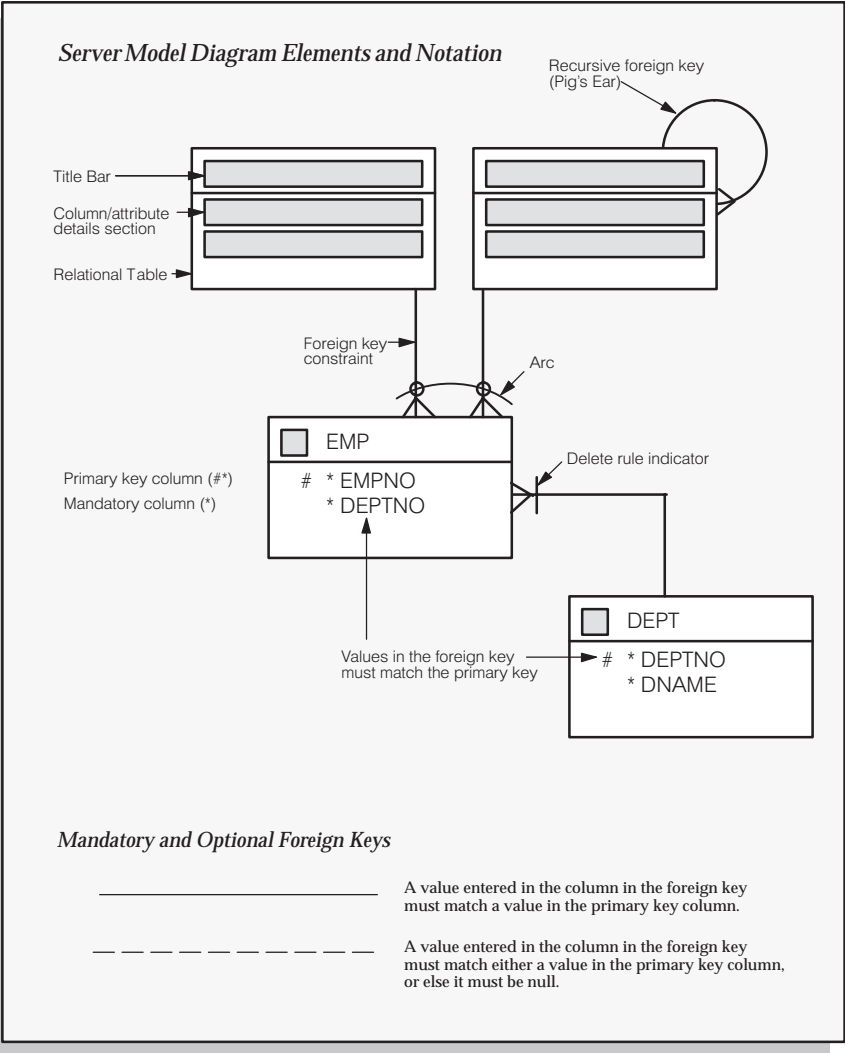 Server Model Diagram Elements and Notation
Recursive foreign key
(Pig's Ear)
Title Bar
Column/attribute
details section
Relational Table
Foreign key
constraint
Arc
EMP
Primary key column (#*)
Mandatory column (*)
# * EMPNO
* DEPTNO
Delete rule indicator
DEPT
Values in the foreign key
must match the primary key
# * DEPTNO
* DNAME
Mandatory and Optional Foreign Keys
A value entered in the column in the foreign key
must match a value in the primary key column.
A value entered in the column in the foreign key
must match either a value in the primary key column,
or else it must be null.